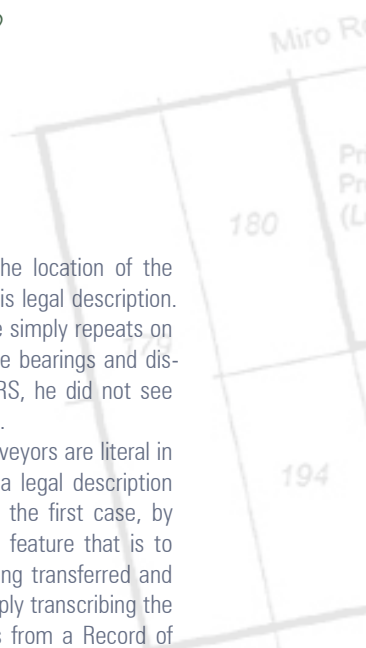 Miro
180
he location of the
is legal description.
e simply repeats on
e bearings and dis-
RS, he did not see
.
veyors are literal in
a legal description
the first case, by
feature that is to
ng transferred and
ply transcribing the
s from a Record of
179
194